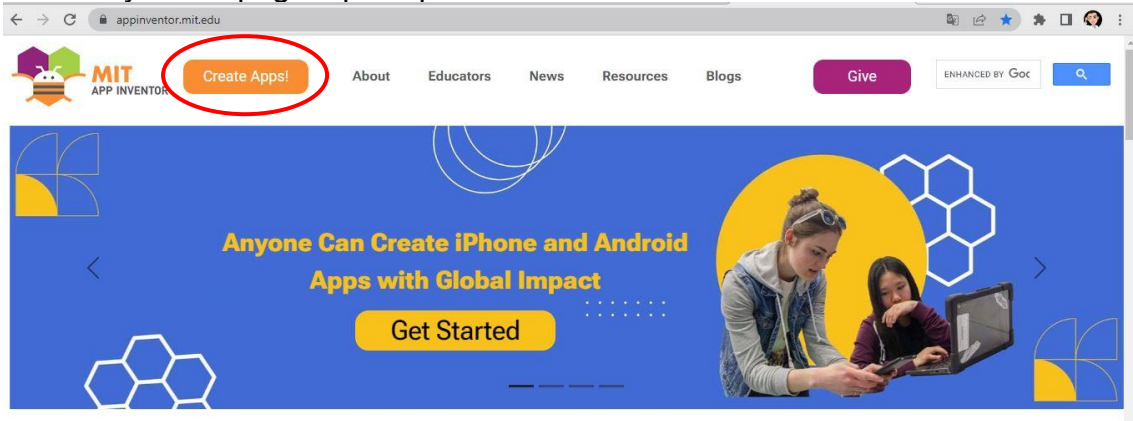 appinventor.mit.edu
MIT
APP INVENTOR
Create Apps!
About
Educators
News
Resources
Blogs
Give
ENHANCED BY Goo
Anyone Can Create iPhone and Android
Apps with Global Impact
Get Started